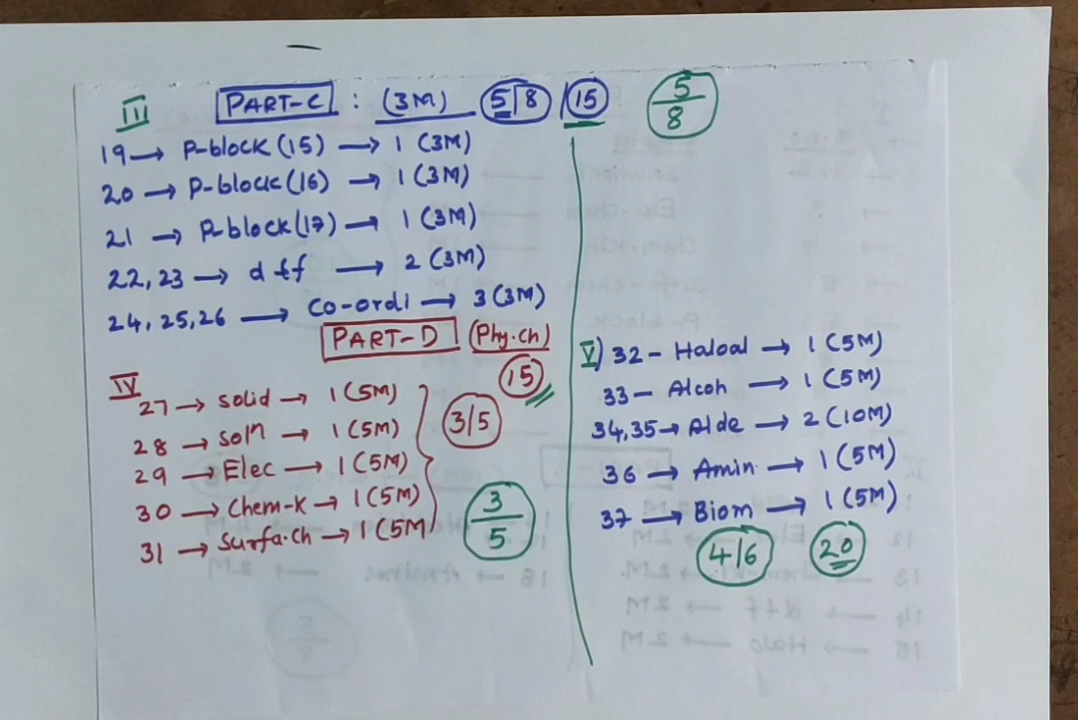 III PART-C : (3M) 5/8 / 15 5/8
19 → P-block (15) → 1 (3M)
20 → P-block (16) → 1 (3M)
21 → P-block (17) → 1 (3M)
22, 23 → d & f → 2 (3M)
24, 25, 26 → Co-ordi → 3 (3M)
PART-D (Phy.ch)
15
IV
27 → solid → 1 (5M)
28 → soln → 1 (5M)
29 → Elec → 1 (5M)
30 → Chem-K → 1 (5M)
31 → Surfa.ch → 1 (5M)
3/5
3/5
V) 32 - Haloal → 1 (5M)
33 - Alcoh → 1 (5M)
34, 35 → Alde → 2 (10M)
36 → Amin → 1 (5M)
37 → Biom → 1 (5M)
4/6 20